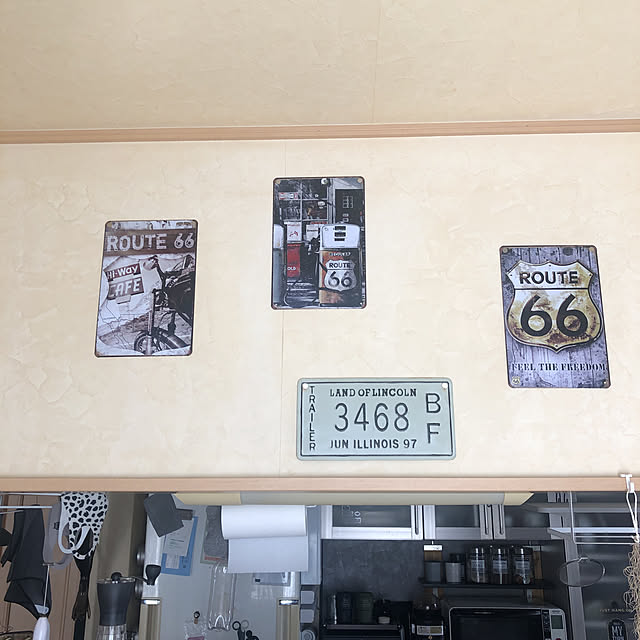 ROUTE 66
Hi-Way
CAFE
ROUTE
66
ROUTE
66
FEEL THE FREEDOM
LAND OF LINCOLN
TRAILER
3468
BF
JUN ILLINOIS 97